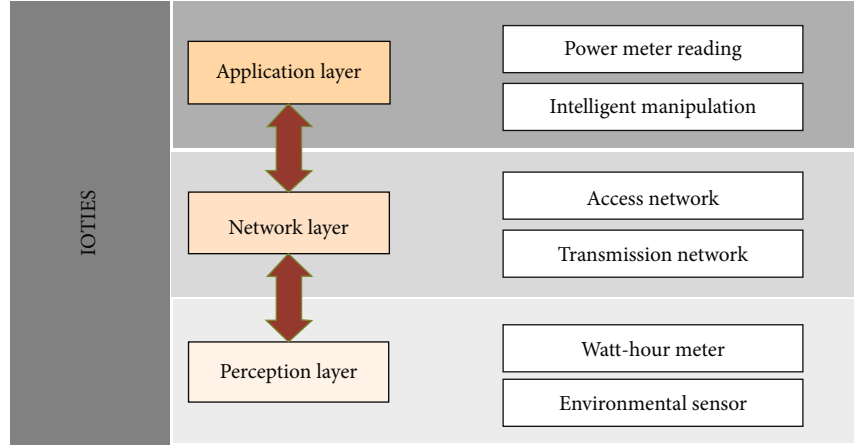 IOTIES
Application layer
Power meter reading
Intelligent manipulation
Network layer
Access network
Transmission network
Perception layer
Watt-hour meter
Environmental sensor